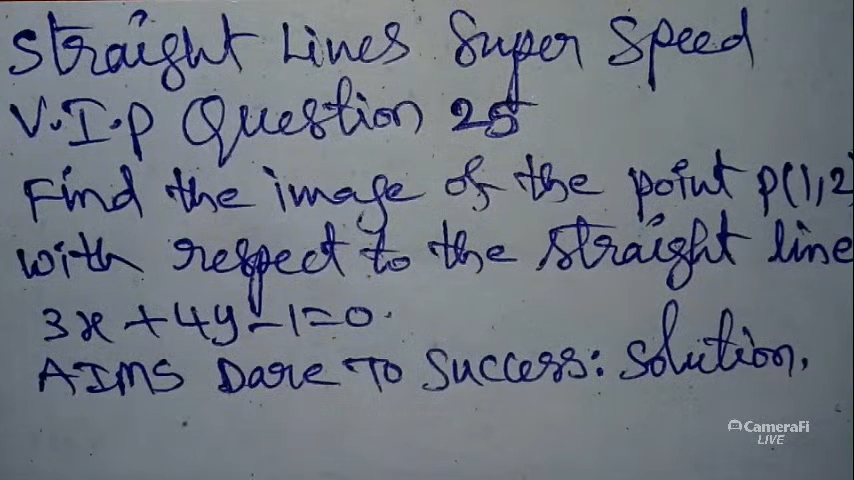 Straight Lines Super Speed
V.I.P Question 25
Find the image of the point P(1,2)
with respect to the straight line
3x+4y-1=0.
AIMS Dare To Success: Solution.
CameraFi
LIVE